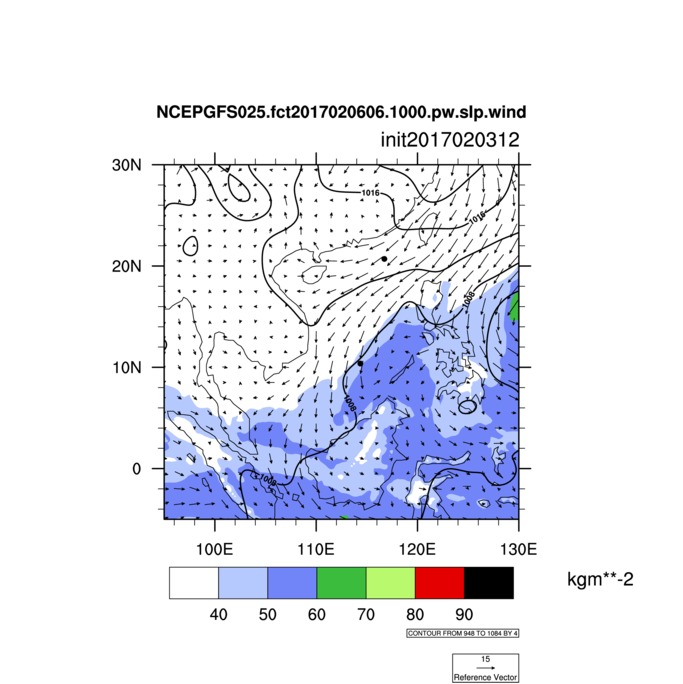 NCEPGFS025.fct2017020606.1000.pw.slp.wind
init2017020312
30N
1016
1016
20N
1008
10N
1008
0
1008
100E 110E 120E 130E
kgm**-2
40 50 60 70 80 90
CONTOUR FROM 948 TO 1084 BY 4
15
Reference Vector